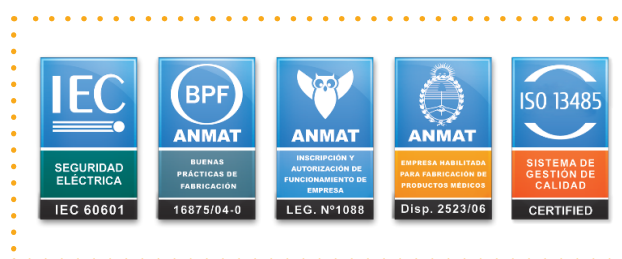 IEC
SEGURIDAD
ELÉCTRICA
IEC 60601
BPF
ANMAT
BUENAS
PRÁCTICAS DE
FABRICACIÓN
16875/04-0
ANMAT
INSCRIPCIÓN Y
AUTORIZACIÓN DE
FUNCIONAMIENTO DE
EMPRESA
LEG. Nº1088
ANMAT
EMPRESA HABILITADA
PARA FABRICACIÓN DE
PRODUCTOS MÉDICOS
Disp. 2523/06
ISO 13485
SISTEMA DE
GESTIÓN DE
CALIDAD
CERTIFIED